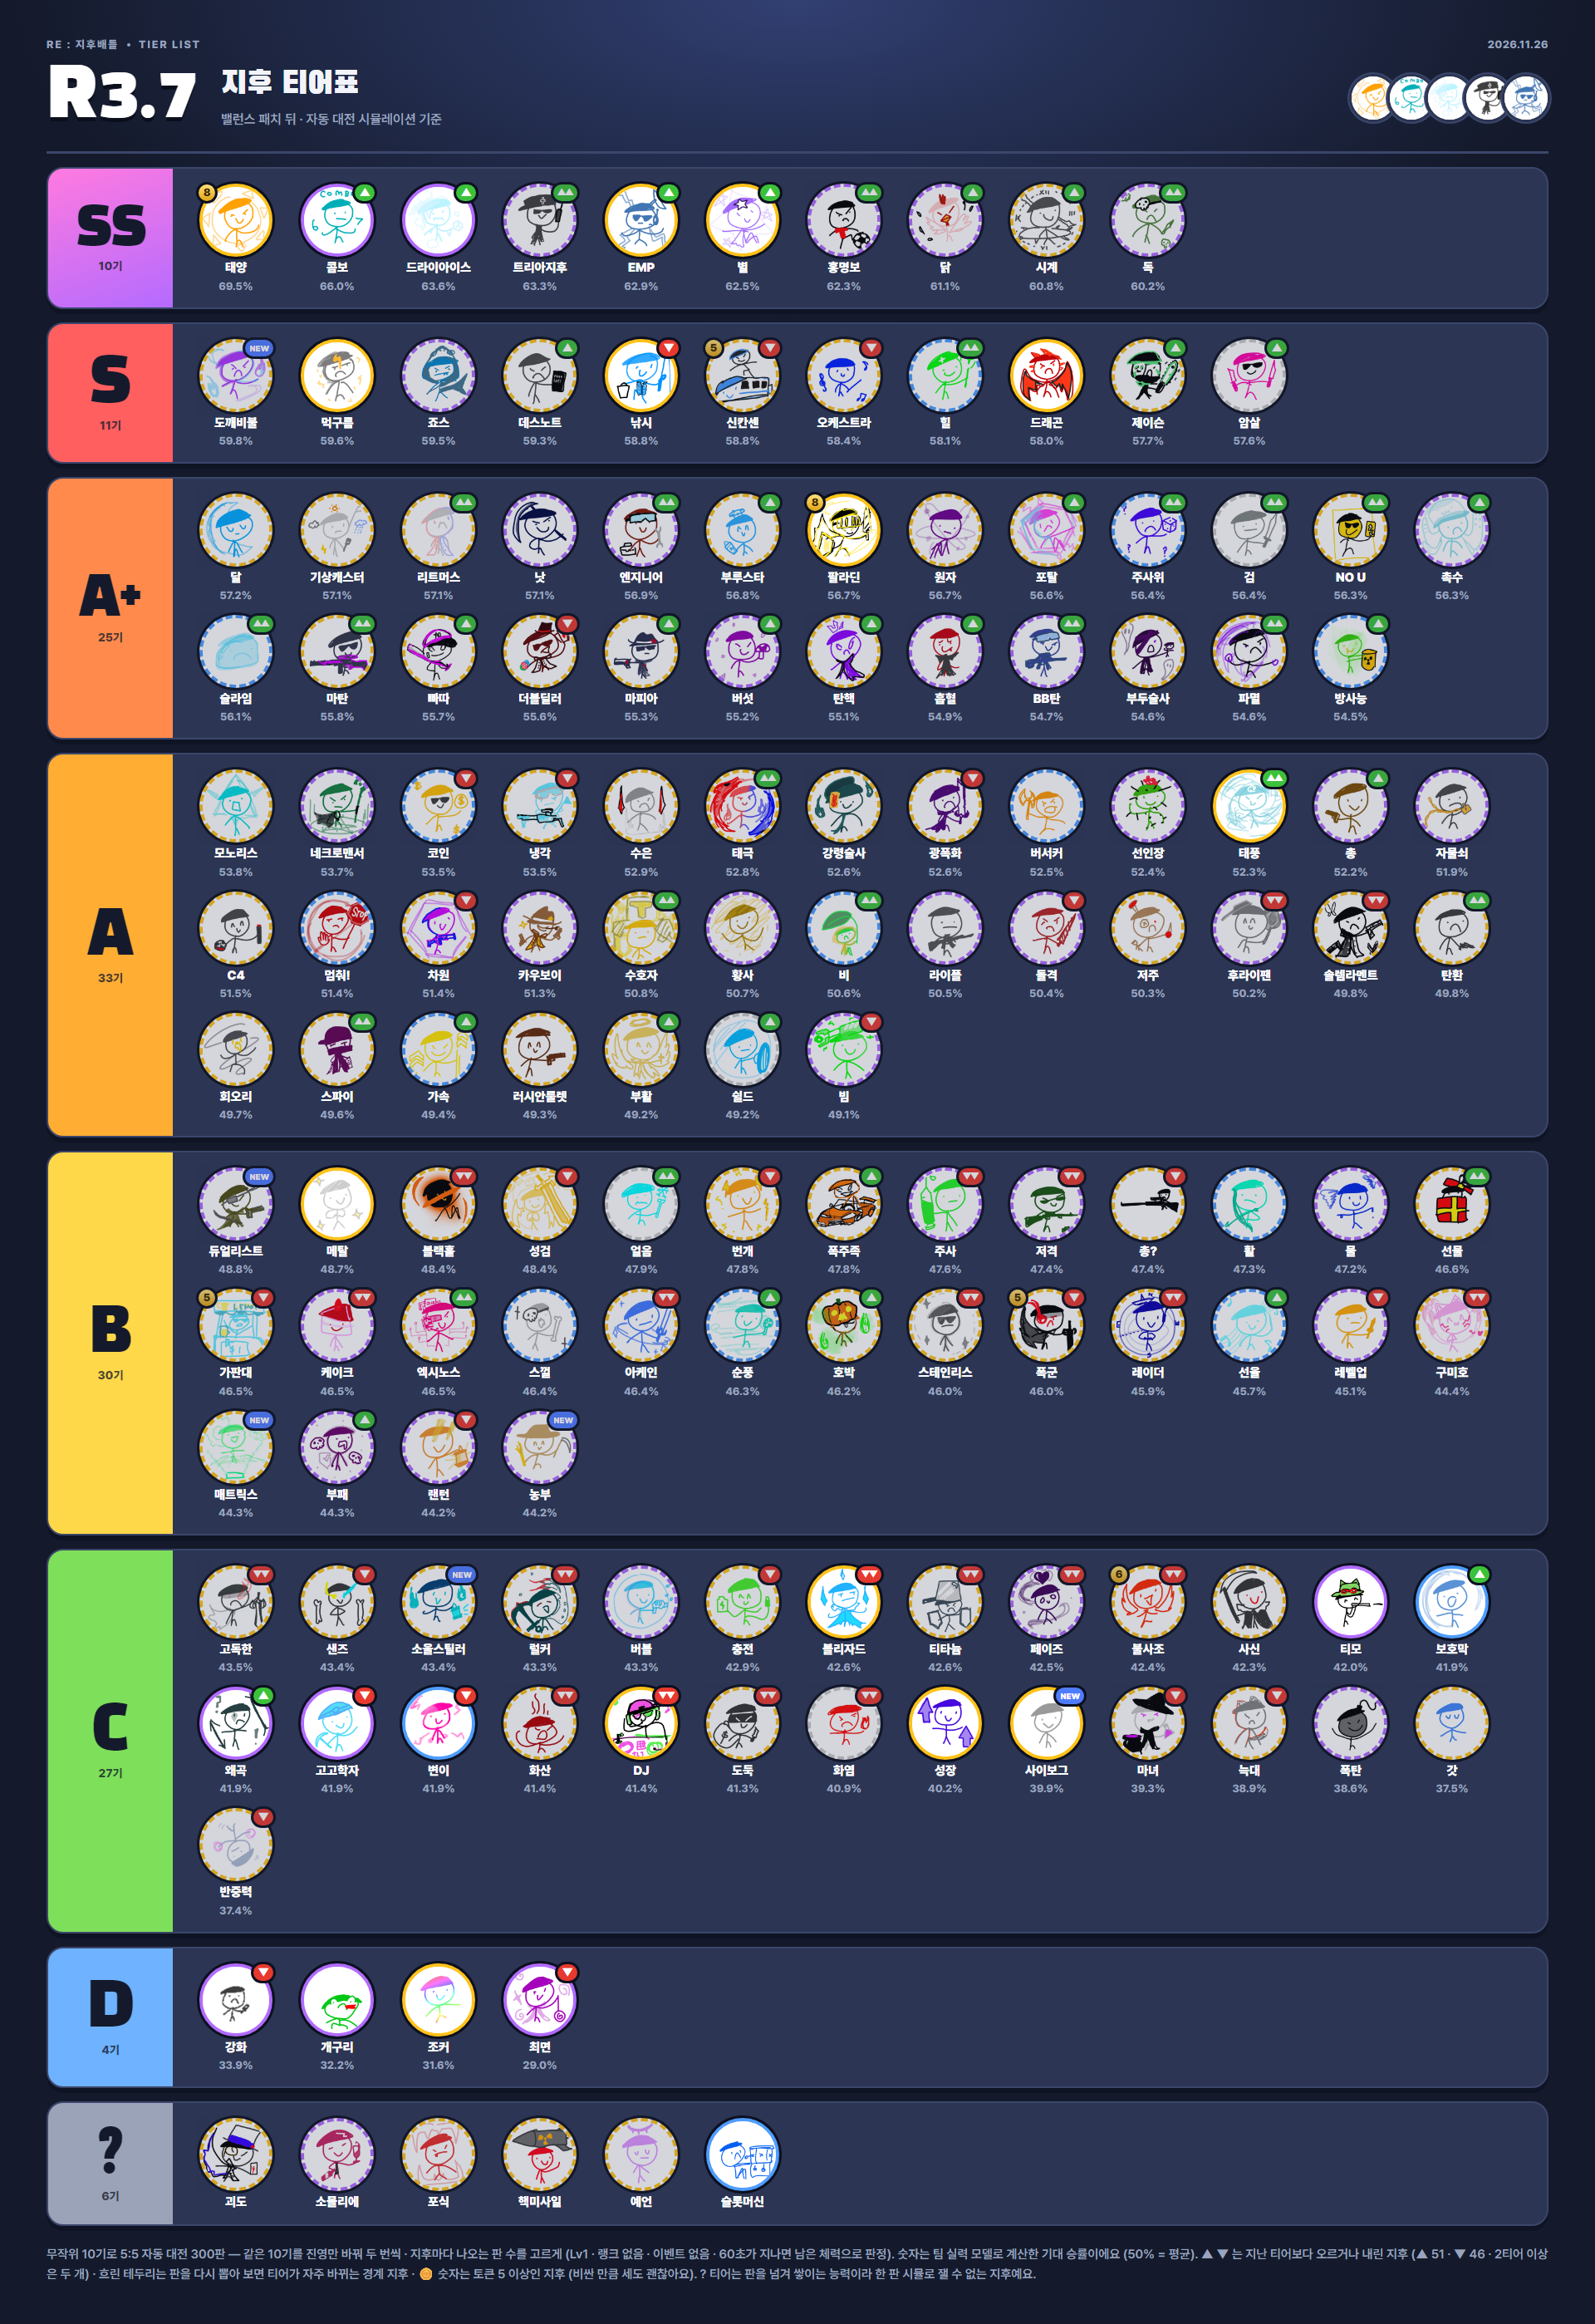 RE : 지후배틀 • TIER LIST
2026.11.26
R3.7 지후 티어표
밸런스 패치 뒤 · 자동 대전 시뮬레이션 기준
SS
10기
8
태양 콤보 드라이아이스 트리아지후 EMP 별 홍명보 닭 시계 독
69.5% 66.0% 63.6% 63.3% 62.9% 62.5% 62.3% 61.1% 60.8% 60.2%
S
11기
NEW 5
도깨비불 먹구름 죠스 데스노트 낚시 신칸센 오케스트라 힐 드래곤 제이슨 암살
59.8% 59.6% 59.5% 59.3% 58.8% 58.8% 58.4% 58.1% 58.0% 57.7% 57.6%
A+
25기
8
달 기상캐스터 리트머스 낫 엔지니어 부루스타 팔라딘 원자 포탈 주사위 검 NO U 촉수
57.2% 57.1% 57.1% 57.1% 56.9% 56.8% 56.7% 56.7% 56.6% 56.4% 56.4% 56.3% 56.3%
슬라임 마탄 빠따 더블딜러 마피아 버섯 탄핵 흡혈 BB탄 부두술사 파멸 방사능
56.1% 55.8% 55.7% 55.6% 55.3% 55.2% 55.1% 54.9% 54.7% 54.6% 54.6% 54.5%
A
33기
모노리스 네크로맨서 코인 냉각 수은 태극 강령술사 광폭화 버서커 선인장 태풍 총 자물쇠
53.8% 53.7% 53.5% 53.5% 52.9% 52.8% 52.6% 52.6% 52.5% 52.4% 52.3% 52.2% 51.9%
C4 멈춰! 차원 카우보이 수호자 황사 비 라이플 돌격 저주 후라이팬 솔렘라멘트 탄환
51.5% 51.4% 51.4% 51.3% 50.8% 50.7% 50.6% 50.5% 50.4% 50.3% 50.2% 49.8% 49.8%
회오리 스파이 가속 러시안룰렛 부활 쉴드 빔
49.7% 49.6% 49.4% 49.3% 49.2% 49.2% 49.1%
B
30기
NEW
듀얼리스트 메탈 블랙홀 성검 얼음 번개 폭주족 주사 저격 총? 활 물 선물
48.8% 48.7% 48.4% 48.4% 47.9% 47.8% 47.8% 47.6% 47.4% 47.4% 47.3% 47.2% 46.6%
5 5
가판대 케이크 엑시노스 스컬 아케인 순풍 호박 스테인리스 폭군 레이더 선율 레벨업 구미호
46.5% 46.5% 46.5% 46.4% 46.4% 46.3% 46.2% 46.0% 46.0% 45.9% 45.7% 45.1% 44.4%
NEW NEW
매트릭스 부패 랜턴 농부
44.3% 44.3% 44.2% 44.2%
C
27기
NEW 6
고독한 샌즈 소울스틸러 럴커 버블 충전 블리자드 티타늄 페이즈 불사조 사신 티모 보호막
43.5% 43.4% 43.4% 43.3% 43.3% 42.9% 42.6% 42.6% 42.5% 42.4% 42.3% 42.0% 41.9%
NEW
왜곡 고고학자 변이 화산 DJ 도둑 화염 성장 사이보그 마녀 늑대 폭탄 갓
41.9% 41.9% 41.9% 41.4% 41.4% 41.3% 40.9% 40.2% 39.9% 39.3% 38.9% 38.6% 37.5%
반중력
37.4%
D
4기
강화 개구리 조커 최면
33.9% 32.2% 31.6% 29.0%
?
6기
괴도 소믈리에 포식 핵미사일 예언 슬롯머신
무작위 10기로 5:5 자동 대전 300판 — 같은 10기를 진영만 바꿔 두 번씩 · 지후마다 나오는 판 수를 고르게 (Lv1 · 랭크 없음 · 이벤트 없음 · 60초가 지나면 남은 체력으로 판정). 숫자는 팀 실력 모델로 계산한 기대 승률이에요 (50% = 평균). ▲ ▼ 는 지난 티어보다 오르거나 내린 지후 (▲ 51 · ▼ 46 · 2티어 이상
은 두 개) · 흐린 테두리는 판을 다시 뽑아 보면 티어가 자주 바뀌는 경계 지후 · 숫자는 토큰 5 이상인 지후 (비싼 만큼 세도 괜찮아요). ? 티어는 판을 넘겨 쌓이는 능력이라 한 판 시뮬로 잴 수 없는 지후예요.